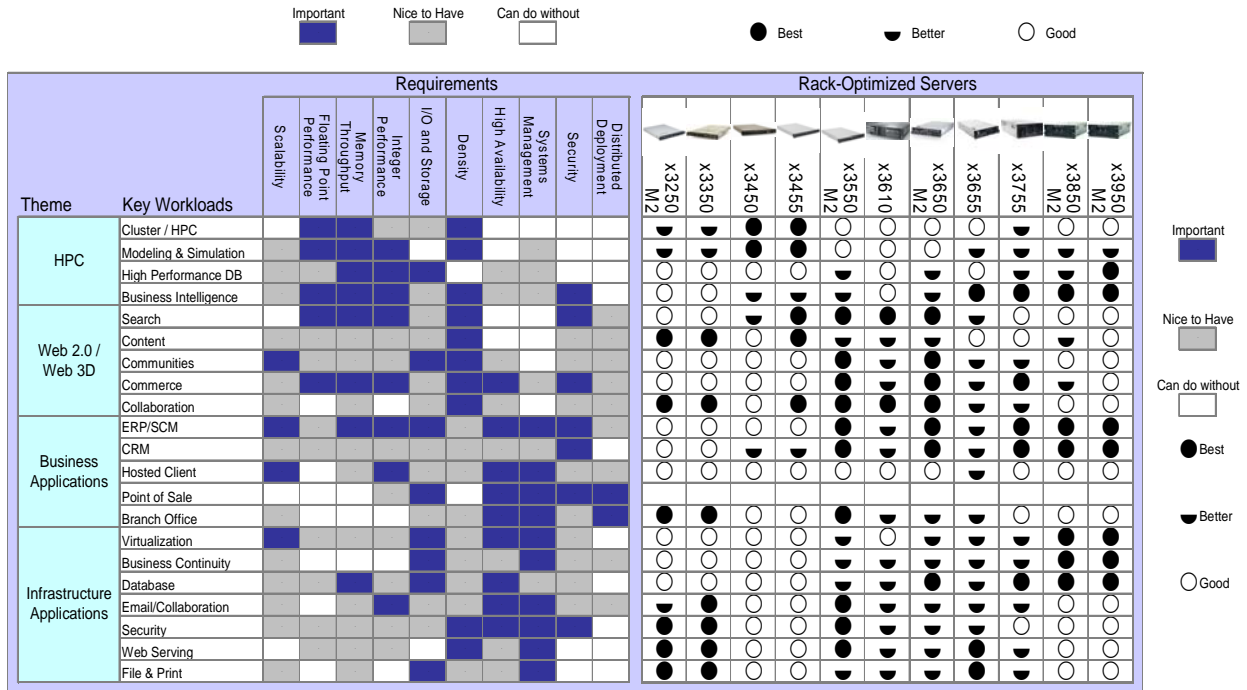 Important
Nice to Have
Can do without
Best
Better
Good
Requirements
Rack-Optimized Servers
Scalability
Floating Point
Performance
Memory
Throughput
Integer
Performance
I/O and Storage
Density
High Availability
Systems
Management
Security
Distributed
Deployment
x3250
M2
x3350
x3450
x3455
x3550
M2
x3610
x3650
M2
x3655
x3755
x3850
M2
x3950
M2
Theme
Key Workloads
HPC
Cluster / HPC
Modeling & Simulation
High Performance DB
Business Intelligence
Web 2.0 /
Web 3D
Search
Content
Communities
Commerce
Collaboration
Business
Applications
ERP/SCM
CRM
Hosted Client
Point of Sale
Branch Office
Infrastructure
Applications
Virtualization
Business Continuity
Database
Email/Collaboration
Security
Web Serving
File & Print
Important
Nice to Have
Can do without
Best
Better
Good